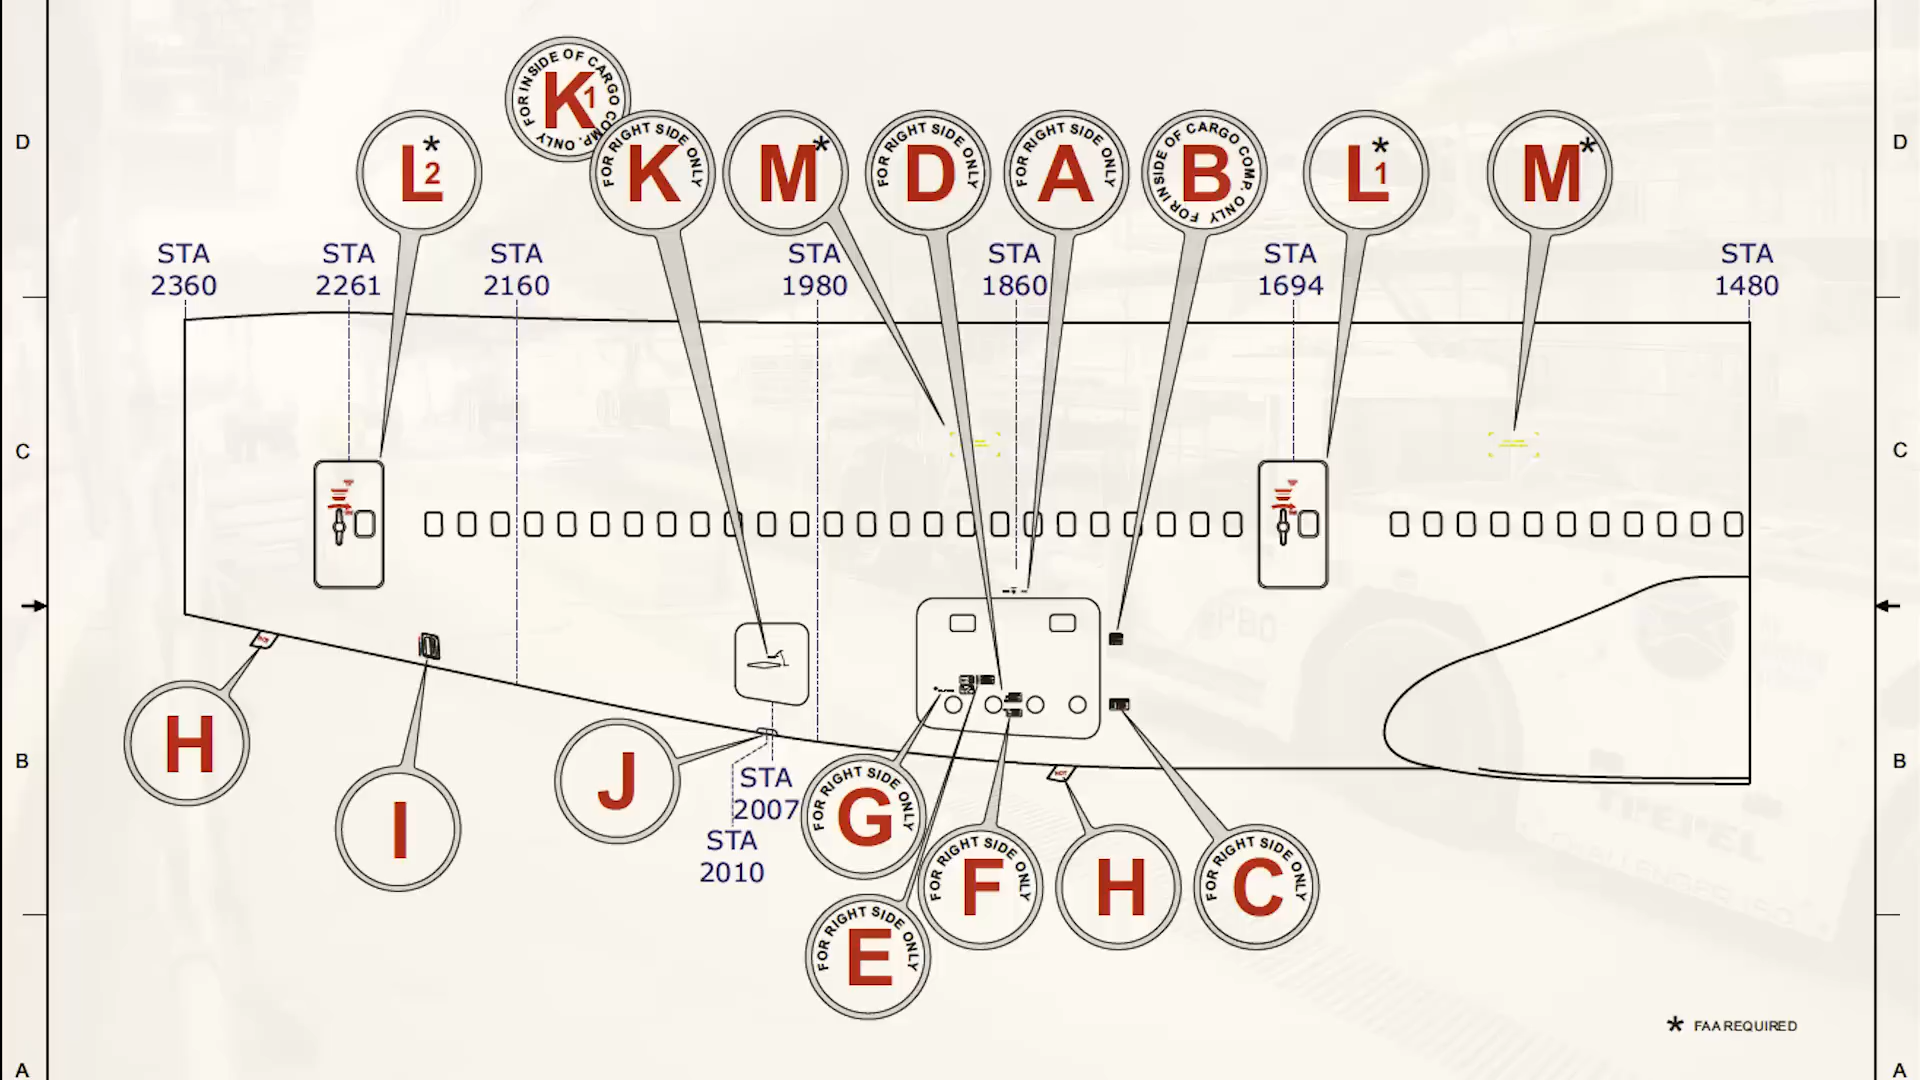 FOR INSIDE OF CARGO COMP. ONLY
K1
D
D
L2*
FOR RIGHT SIDE ONLY
K
M*
FOR RIGHT SIDE ONLY
D
FOR RIGHT SIDE ONLY
A
FOR INSIDE OF CARGO COMP. ONLY
B
L1*
M*
STA
2360
STA
2261
STA
2160
STA
1980
STA
1860
STA
1694
STA
1480
C
C
H
I
J
B
B
STA
2007
STA
2010
FOR RIGHT SIDE ONLY
G
FOR RIGHT SIDE ONLY
F
H
FOR RIGHT SIDE ONLY
C
FOR RIGHT SIDE ONLY
E
* FAA REQUIRED
A
A